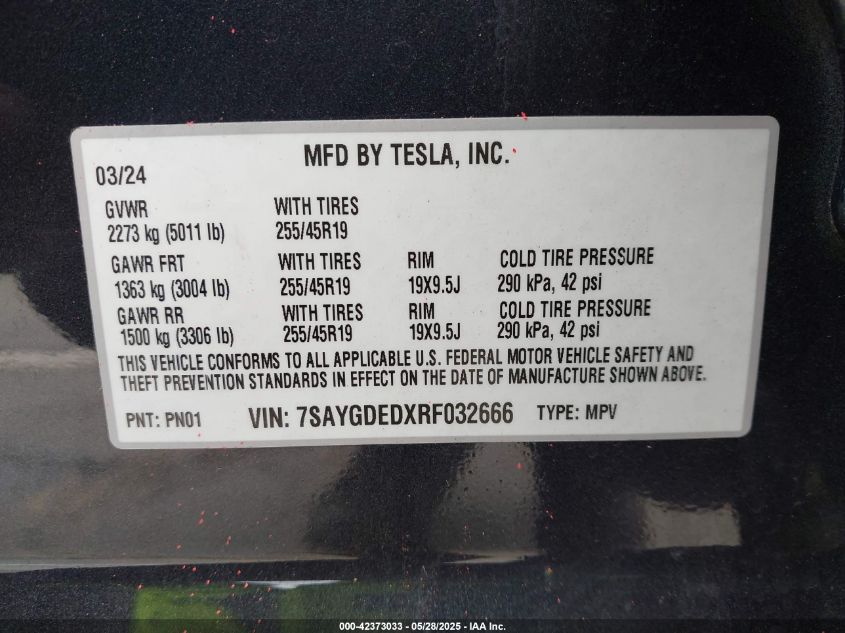 MFD BY TESLA, INC.
03/24
GVWR WITH TIRES
2273 kg (5011 lb) 255/45R19
GAWR FRT WITH TIRES RIM COLD TIRE PRESSURE
1363 kg (3004 lb) 255/45R19 19X9.5J 290 kPa, 42 psi
GAWR RR WITH TIRES RIM COLD TIRE PRESSURE
1500 kg (3306 lb) 255/45R19 19X9.5J 290 kPa, 42 psi
THIS VEHICLE CONFORMS TO ALL APPLICABLE U.S. FEDERAL MOTOR VEHICLE SAFETY AND
THEFT PREVENTION STANDARDS IN EFFECT ON THE DATE OF MANUFACTURE SHOWN ABOVE.
PNT: PN01 VIN: 7SAYGDEDXRF032666 TYPE: MPV
000-42373033 — 05/28/2025 - IAA Inc.